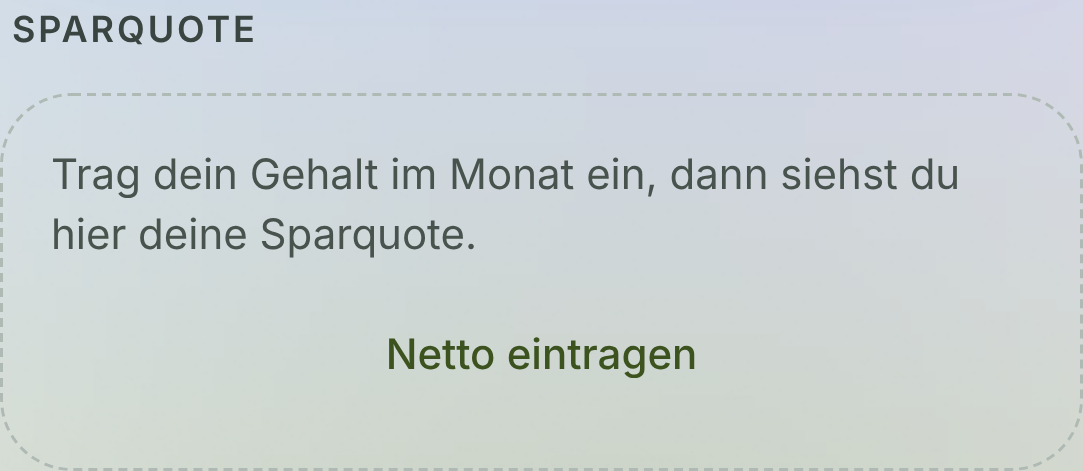 SPARQUOTE
Trag dein Gehalt im Monat ein, dann siehst du
hier deine Sparquote.
Netto eintragen